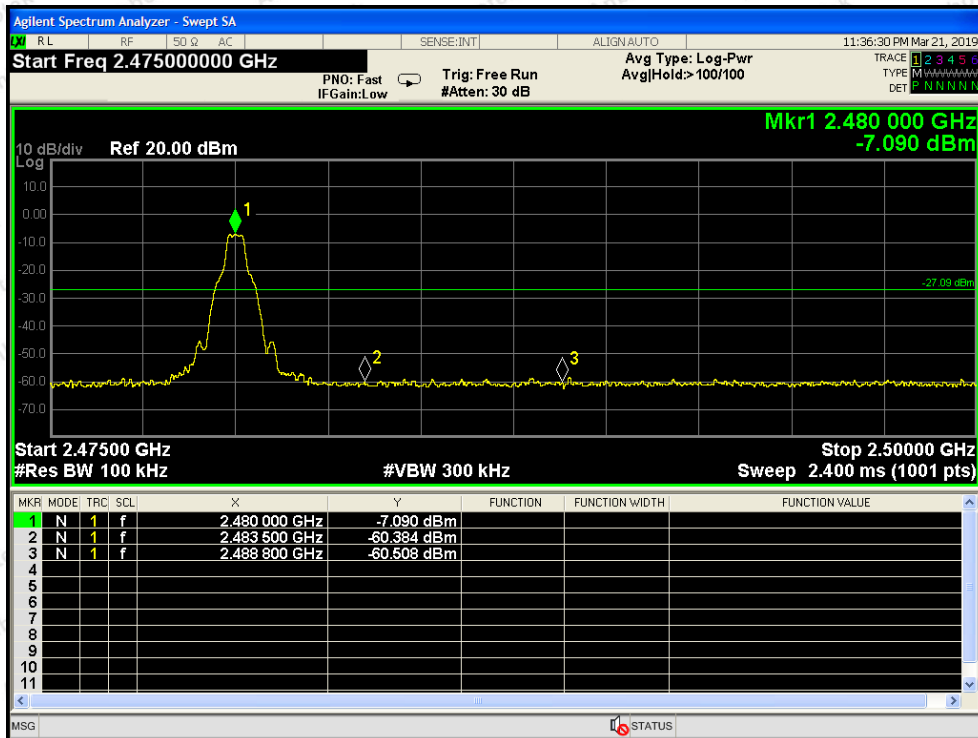 Agilent Spectrum Analyzer - Swept SA
LXI RL RF 50 Ω AC SENSE:INT ALIGN AUTO 11:36:30 PM Mar 21, 2019
Start Freq 2.475000000 GHz
Avg Type: Log-Pwr
TRACE 1 2 3 4 5 6
PNO: Fast Trig: Free Run Avg|Hold:> 100/100
TYPE M W W W W W
IFGain:Low #Atten: 30 dB
DET P N N N N N
Mkr1 2.480 000 GHz
-7.090 dBm
10 dB/div Ref 20.00 dBm
Log
10.0
0.00
-10.0
-20.0
-30.0
-40.0
-50.0
-60.0
-70.0
1
-27.09 dBm
2
3
Start 2.47500 GHz Stop 2.50000 GHz
#Res BW 100 kHz #VBW 300 kHz Sweep 2.400 ms (1001 pts)
MKR MODE TRC SCL X Y FUNCTION FUNCTION WIDTH FUNCTION VALUE
1 N 1 f 2.480 000 GHz -7.090 dBm
2 N 1 f 2.483 500 GHz -60.384 dBm
3 N 1 f 2.488 800 GHz -60.508 dBm
4
5
6
7
8
9
10
11
MSG STATUS